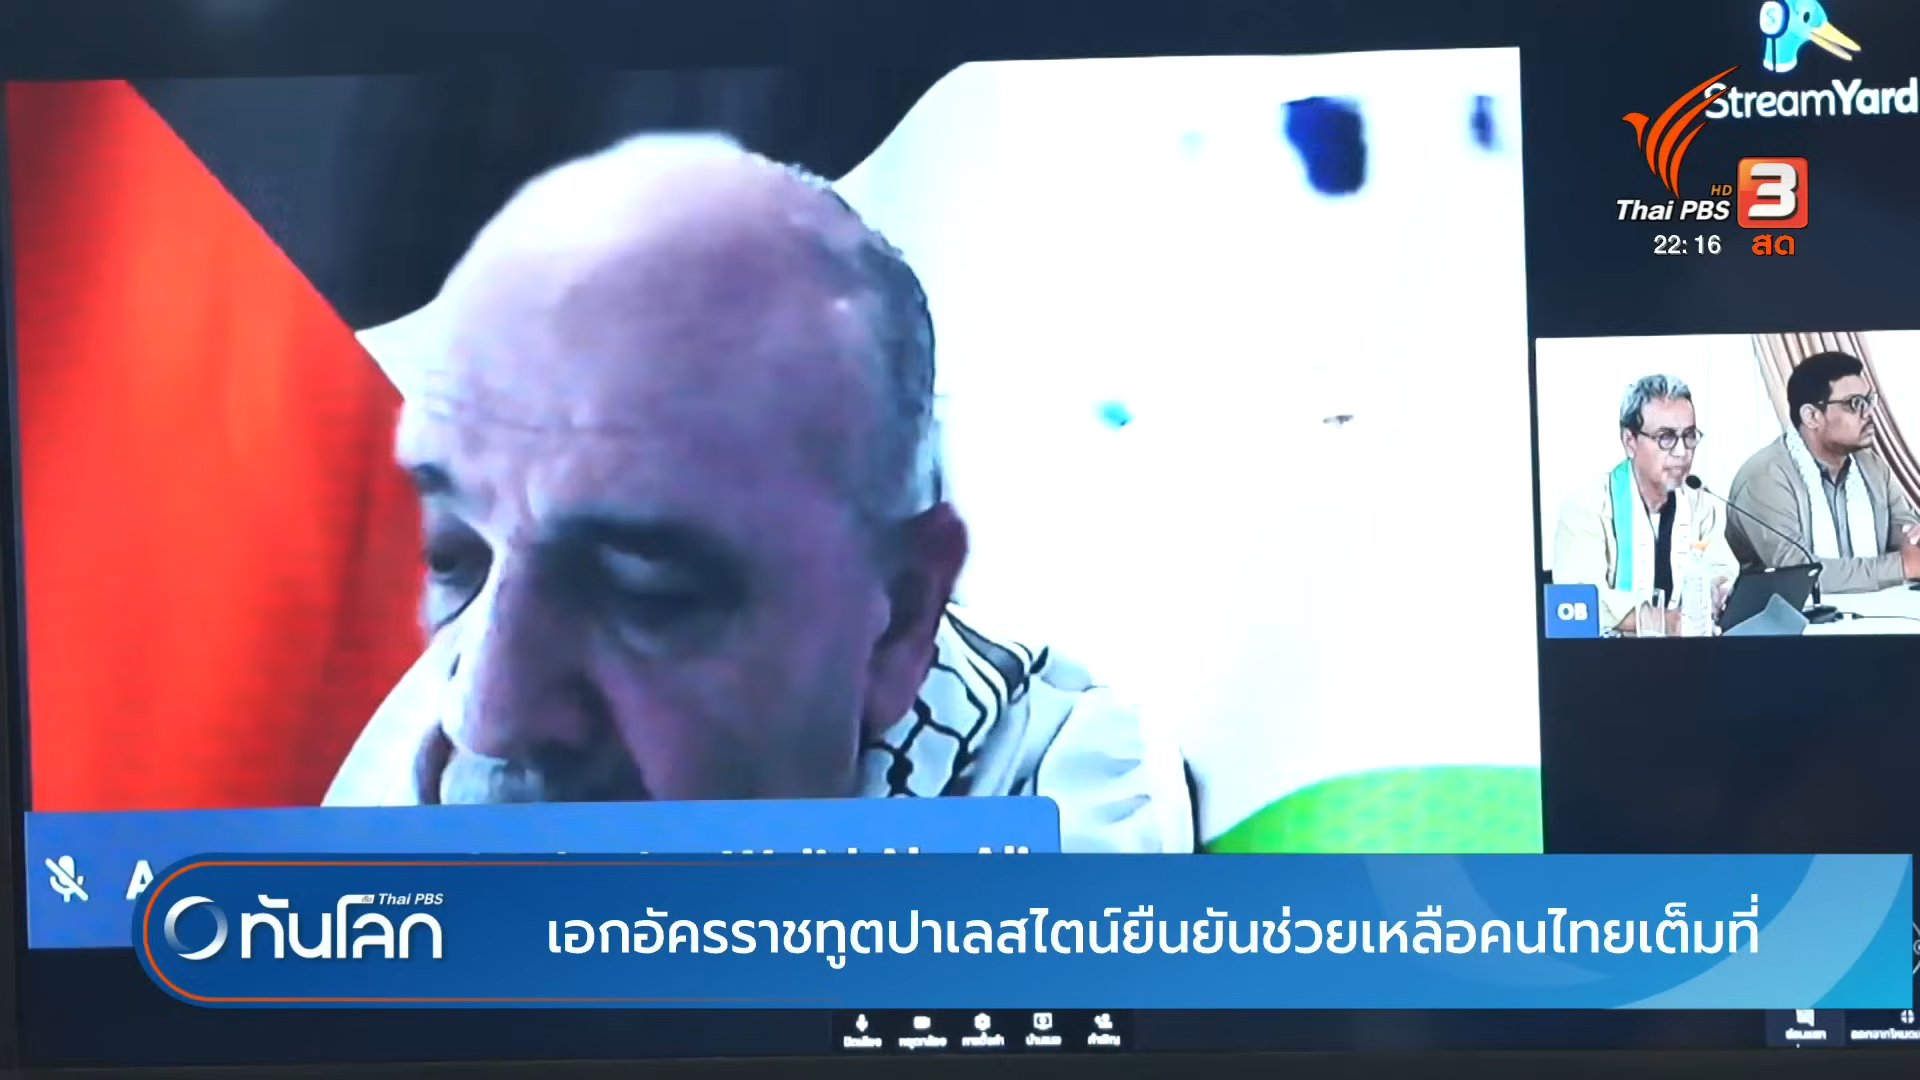 StreamYard
Thai PBS HD 3
22:16 สด
OB
ทันโลก กับ Thai PBS
เอกอัครราชทูตปาเลสไตน์ยืนยันช่วยเหลือคนไทยเต็มที่